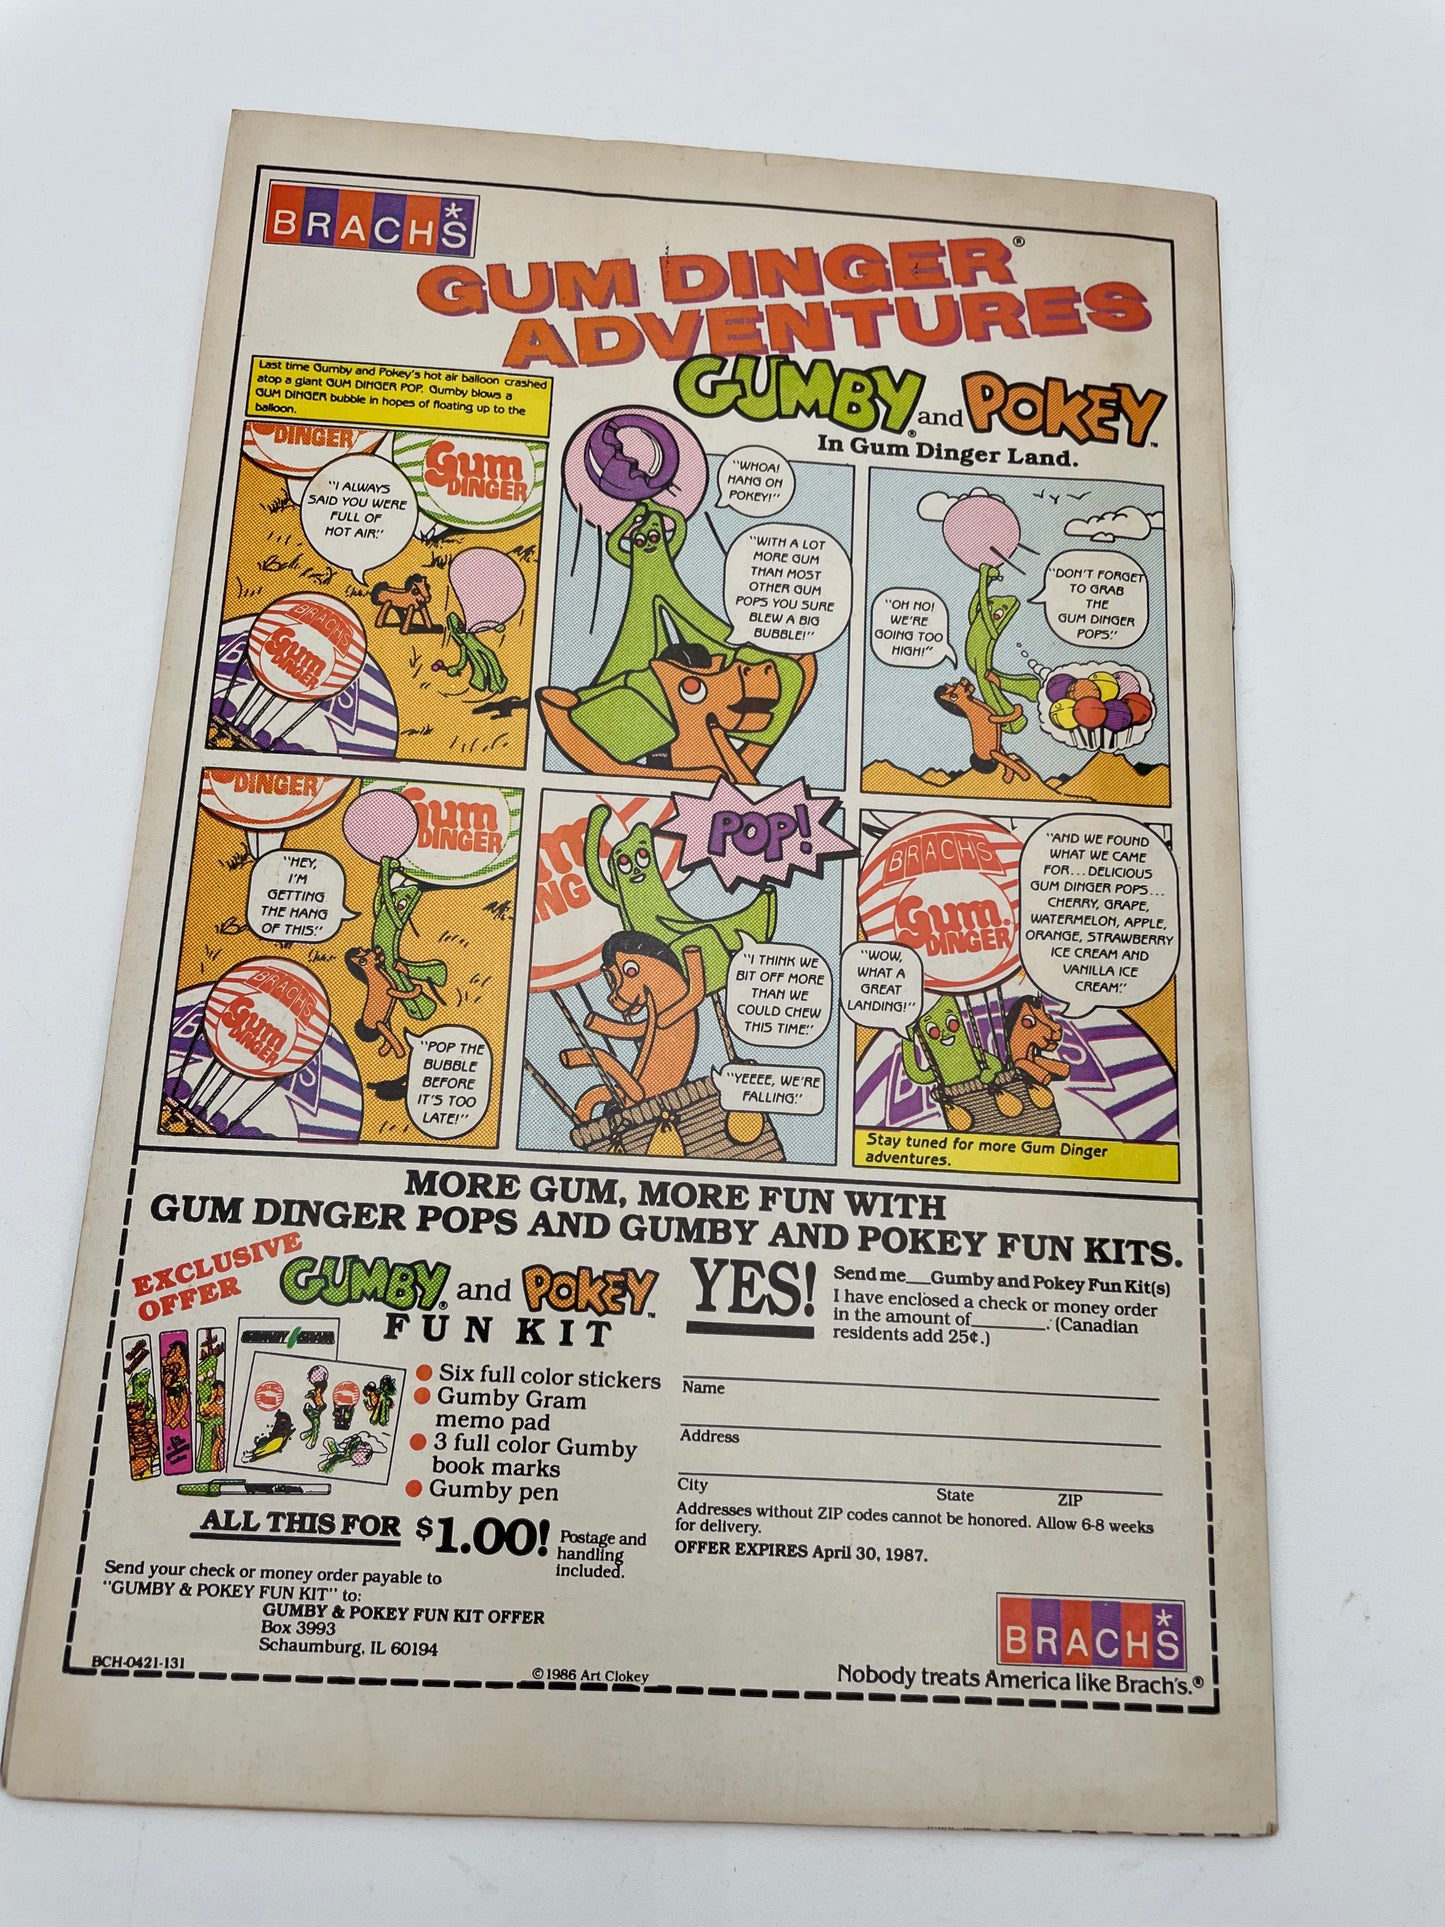 BRACH'S*
GUM DINGER®
ADVENTURES
GUMBY® and POKEY™
In Gum Dinger Land.
Last time Gumby and Pokey's hot air balloon crashed
atop a giant GUM DINGER POP. Gumby blows a
GUM DINGER bubble in hopes of floating up to the
balloon.
DINGER
Gum
DINGER
"I ALWAYS
SAID YOU WERE
FULL OF
HOT AIR."
BRACH'S
Gum
DINGER
"WHOA!
HANG ON
POKEY!"
"WITH A LOT
MORE GUM
THAN MOST
OTHER GUM
POPS YOU SURE
BLEW A BIG
BUBBLE!"
"OH NO!
WE'RE
GOING TOO
HIGH!"
"DON'T FORGET
TO GRAB
THE
GUM DINGER
POPS."
DINGER
Gum
DINGER
"HEY,
I'M
GETTING
THE HANG
OF THIS."
BRACH'S
Gum
DINGER
"POP THE
BUBBLE
BEFORE
IT'S TOO
LATE!"
POP!
"I THINK WE
BIT OFF MORE
THAN WE
COULD CHEW
THIS TIME."
"YEEEE, WE'RE
FALLING."
BRACH'S
Gum
DINGER
"WOW,
WHAT A
GREAT
LANDING!"
"AND WE FOUND
WHAT WE CAME
FOR...DELICIOUS
GUM DINGER POPS...
CHERRY, GRAPE,
WATERMELON, APPLE,
ORANGE, STRAWBERRY
ICE CREAM AND
VANILLA ICE
CREAM."
Stay tuned for more Gum Dinger
adventures.
MORE GUM, MORE FUN WITH
GUM DINGER POPS AND GUMBY AND POKEY FUN KITS.
EXCLUSIVE
OFFER
GUMBY® and POKEY™
FUN KIT
GUMBY GRAM
● Six full color stickers
● Gumby Gram
memo pad
● 3 full color Gumby
book marks
● Gumby pen
ALL THIS FOR $1.00!
Postage and
handling
included.
Send your check or money order payable to
"GUMBY & POKEY FUN KIT" to:
GUMBY & POKEY FUN KIT OFFER
Box 3993
Schaumburg, IL 60194
BCH-0421-131
©1986 Art Clokey
YES!
Send me__Gumby and Pokey Fun Kit(s)
I have enclosed a check or money order
in the amount of_______. (Canadian
residents add 25¢.)
Name
Address
City State ZIP
Addresses without ZIP codes cannot be honored. Allow 6-8 weeks
for delivery.
OFFER EXPIRES April 30, 1987.
BRACH'S*
Nobody treats America like Brach's.®